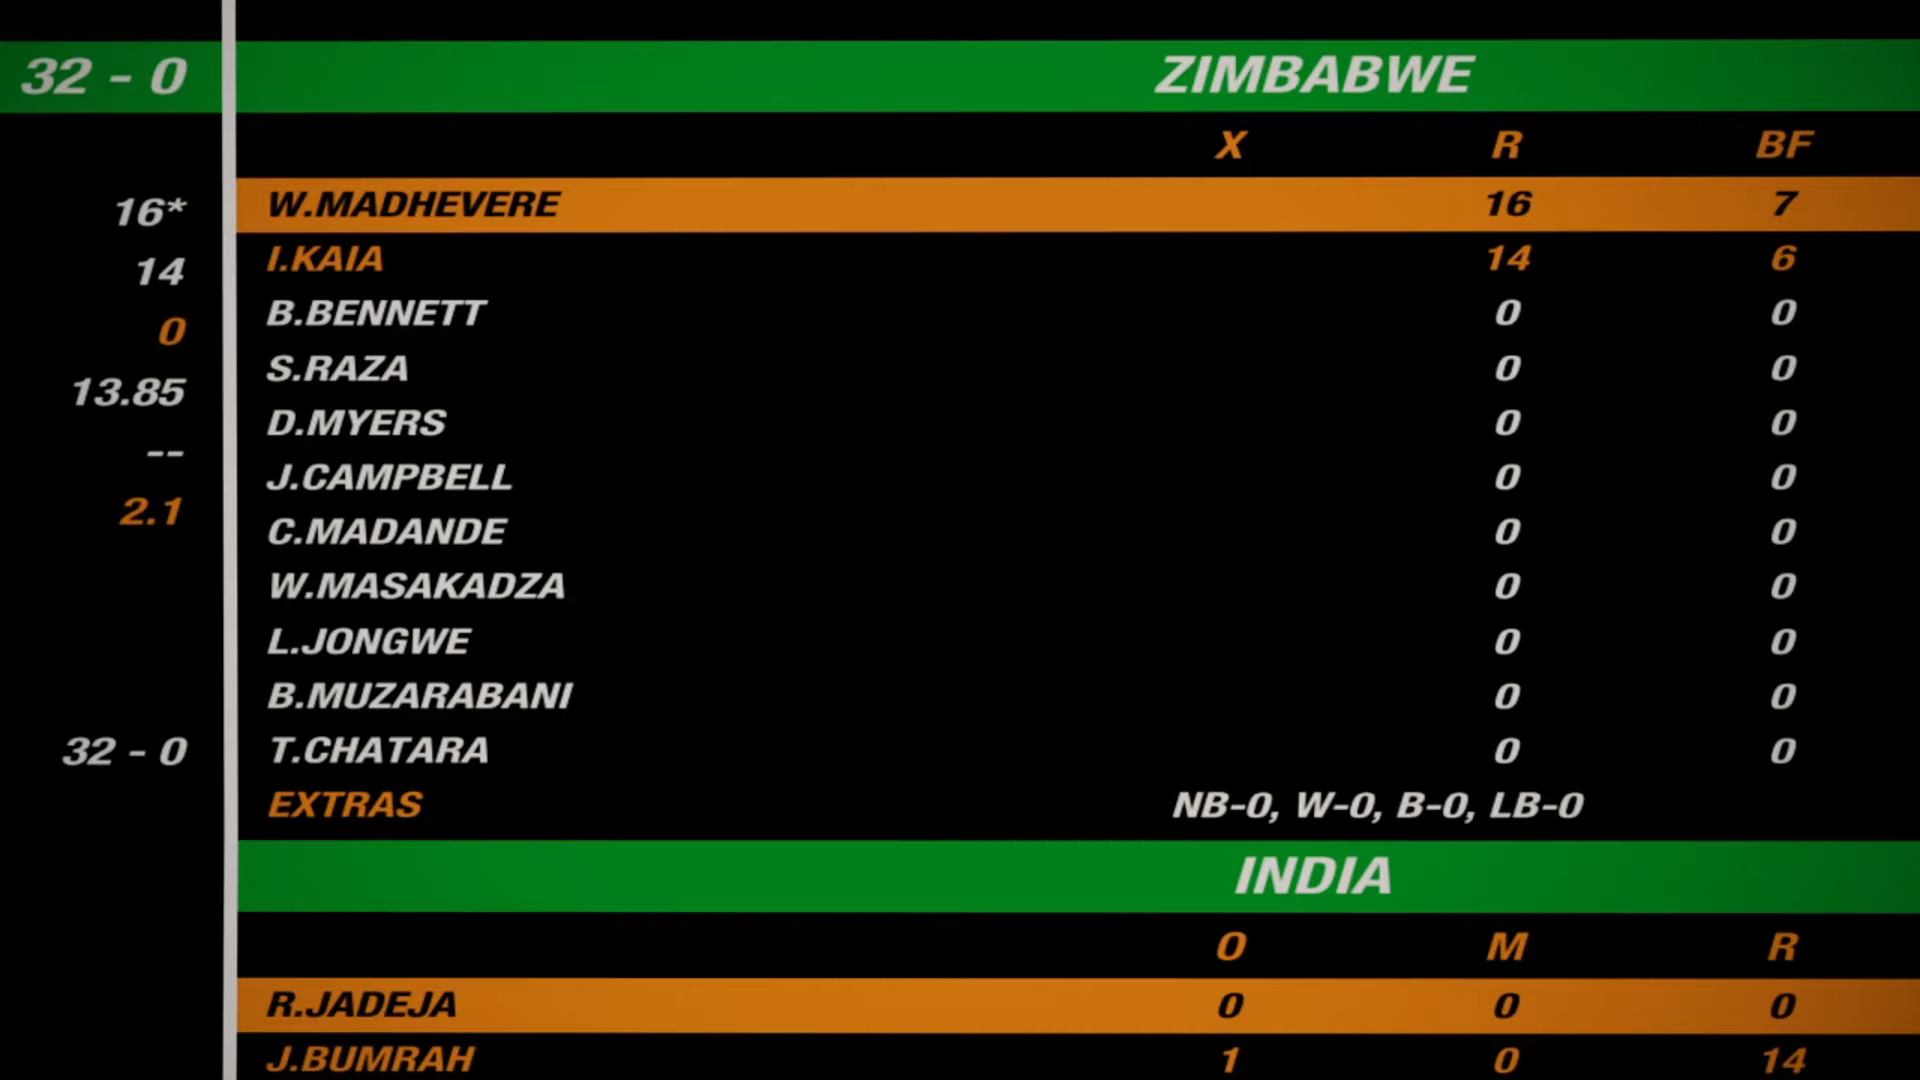 32 - 0
ZIMBABWE
X R BF
16* W.MADHEVERE 16 7
14 I.KAIA 14 6
0 B.BENNETT 0 0
13.85 S.RAZA 0 0
D.MYERS 0 0
-- J.CAMPBELL 0 0
2.1 C.MADANDE 0 0
W.MASAKADZA 0 0
L.JONGWE 0 0
B.MUZARABANI 0 0
32 - 0 T.CHATARA 0 0
EXTRAS NB-0, W-0, B-0, LB-0
INDIA
O M R
R.JADEJA 0 0 0
J.BUMRAH 1 0 14